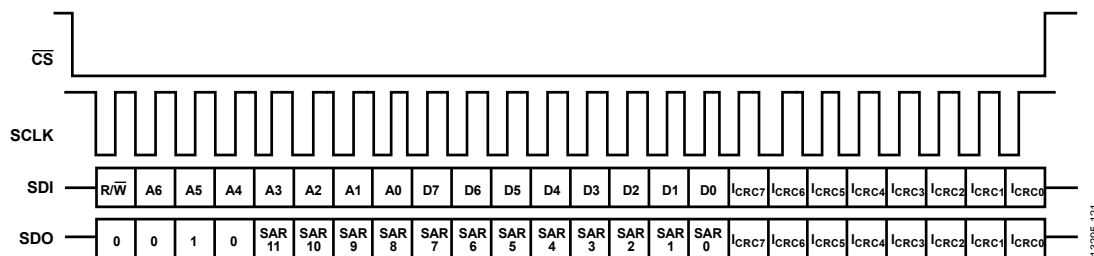 CS
SCLK
SDI R/W A6 A5 A4 A3 A2 A1 A0 D7 D6 D5 D4 D3 D2 D1 D0 ICRC7 ICRC6 ICRC5 ICRC4 ICRC3 ICRC2 ICRC1 ICRC0
SDO 0 0 1 0 SAR 11 SAR 10 SAR 9 SAR 8 SAR 7 SAR 6 SAR 5 SAR 4 SAR 3 SAR 2 SAR 1 SAR 0 ICRC7 ICRC6 ICRC5 ICRC4 ICRC3 ICRC2 ICRC1 ICRC0